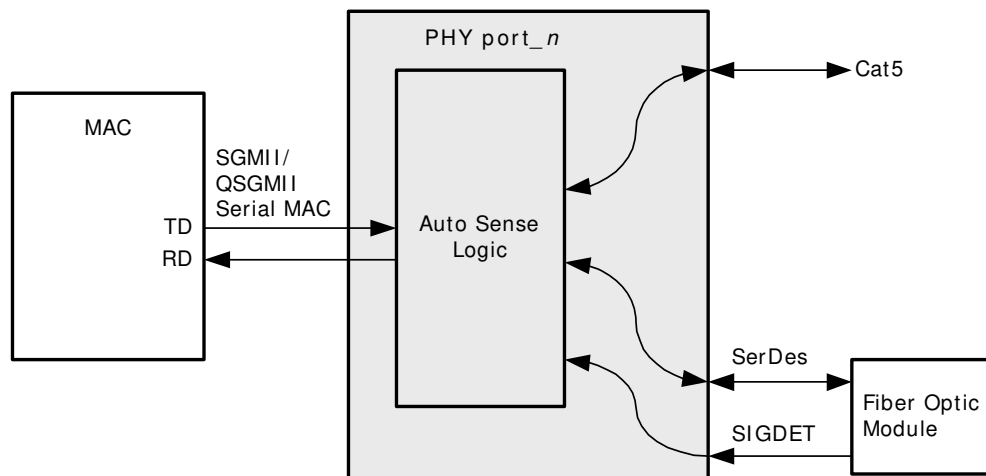 PHY port_n
Cat5
MAC
SGMII/
QSGMII
Serial MAC
TD
RD
Auto Sense
Logic
SerDes
SIGDET
Fiber Optic
Module